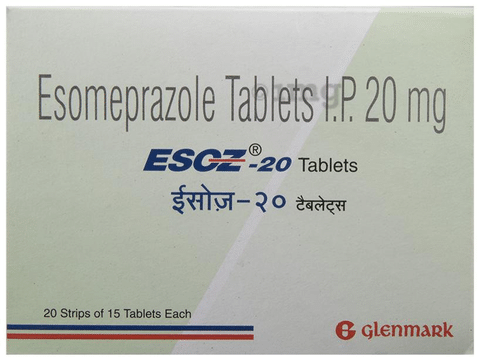 Esomeprazole Tablets I.P. 20 mg
ESOZ®-20 Tablets
ईसोज़-२० टैबलेट्स
20 Strips of 15 Tablets Each
glenmark